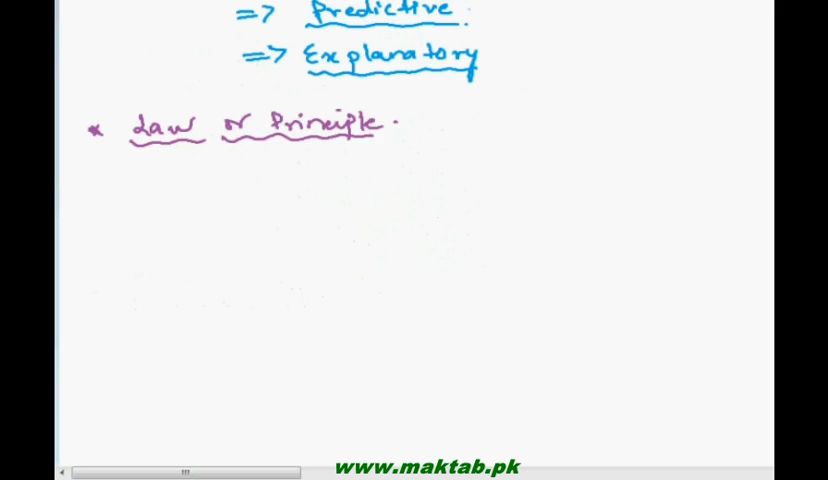 => Predictive.
=> Explanatory
* Law or Principle.
www.maktab.pk